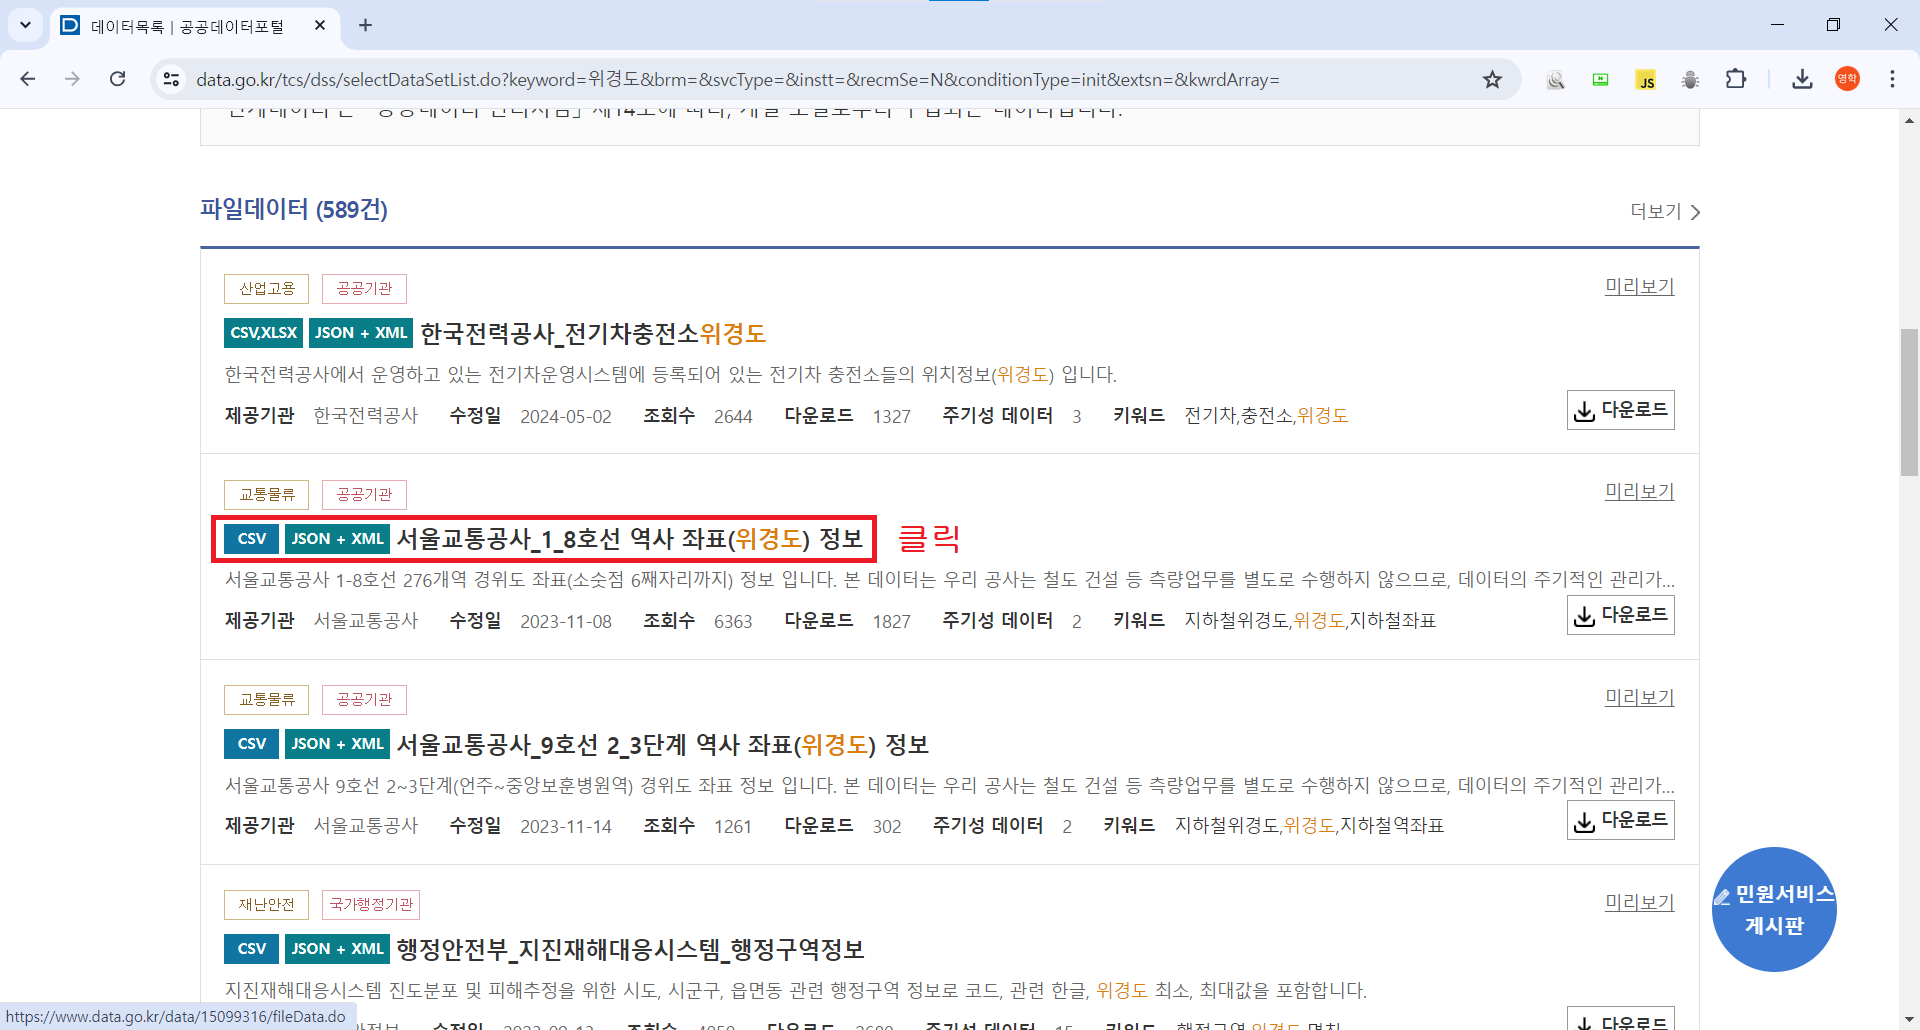 데이터목록 | 공공데이터포털
data.go.kr/tcs/dss/selectDataSetList.do?keyword=위경도&brm=&svcType=&instt=&recmSe=N&conditionType=init&extsn=&kwrdArray=
JS
영학
파일데이터 (589건)
더보기
산업고용 공공기관 미리보기
CSV,XLSX JSON + XML 한국전력공사_전기차충전소위경도
한국전력공사에서 운영하고 있는 전기차운영시스템에 등록되어 있는 전기차 충전소들의 위치정보(위경도) 입니다.
제공기관 한국전력공사 수정일 2024-05-02 조회수 2644 다운로드 1327 주기성 데이터 3 키워드 전기차,충전소,위경도
다운로드
교통물류 공공기관 미리보기
CSV JSON + XML 서울교통공사_1_8호선 역사 좌표(위경도) 정보 클릭
서울교통공사 1-8호선 276개역 경위도 좌표(소숫점 6째자리까지) 정보 입니다. 본 데이터는 우리 공사는 철도 건설 등 측량업무를 별도로 수행하지 않으므로, 데이터의 주기적인 관리가...
제공기관 서울교통공사 수정일 2023-11-08 조회수 6363 다운로드 1827 주기성 데이터 2 키워드 지하철위경도,위경도,지하철좌표
다운로드
교통물류 공공기관 미리보기
CSV JSON + XML 서울교통공사_9호선 2_3단계 역사 좌표(위경도) 정보
서울교통공사 9호선 2~3단계(언주~중앙보훈병원역) 경위도 좌표 정보 입니다. 본 데이터는 우리 공사는 철도 건설 등 측량업무를 별도로 수행하지 않으므로, 데이터의 주기적인 관리가...
제공기관 서울교통공사 수정일 2023-11-14 조회수 1261 다운로드 302 주기성 데이터 2 키워드 지하철위경도,위경도,지하철역좌표
다운로드
재난안전 국가행정기관 미리보기
CSV JSON + XML 행정안전부_지진재해대응시스템_행정구역정보
지진재해대응시스템 진도분포 및 피해추정을 위한 시도, 시군구, 읍면동 관련 행정구역 정보로 코드, 관련 한글, 위경도 최소, 최대값을 포함합니다.
민원서비스
게시판
https://www.data.go.kr/data/15099316/fileData.do